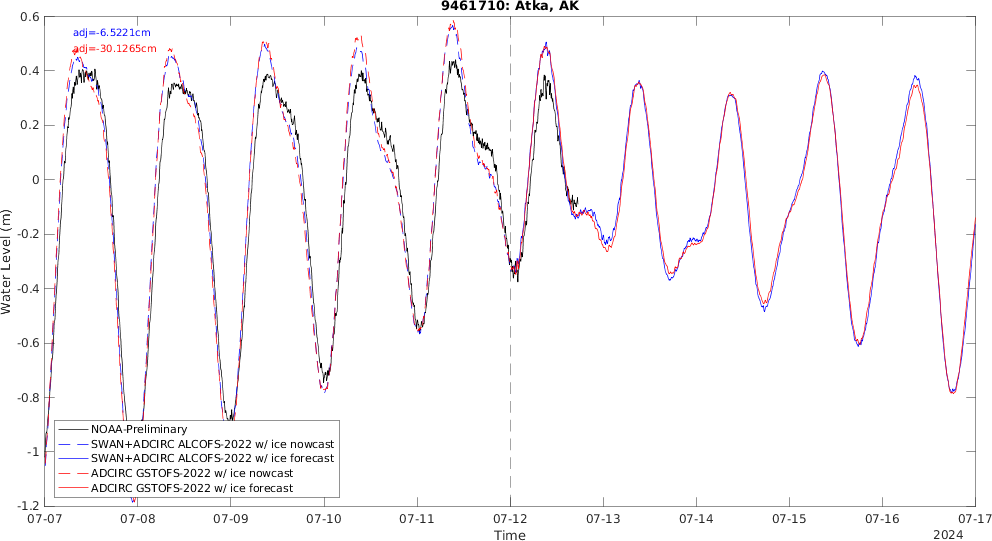 9461710: Atka, AK
adj=-6.5221cm
adj=-30.1265cm
Water Level (m)
0.6
0.4
0.2
0
-0.2
-0.4
-0.6
-0.8
-1
-1.2
NOAA-Preliminary
SWAN+ADCIRC ALCOFS-2022 w/ ice nowcast
SWAN+ADCIRC ALCOFS-2022 w/ ice forecast
ADCIRC GSTOFS-2022 w/ ice nowcast
ADCIRC GSTOFS-2022 w/ ice forecast
07-07 07-08 07-09 07-10 07-11 07-12 07-13 07-14 07-15 07-16 07-17
Time
2024